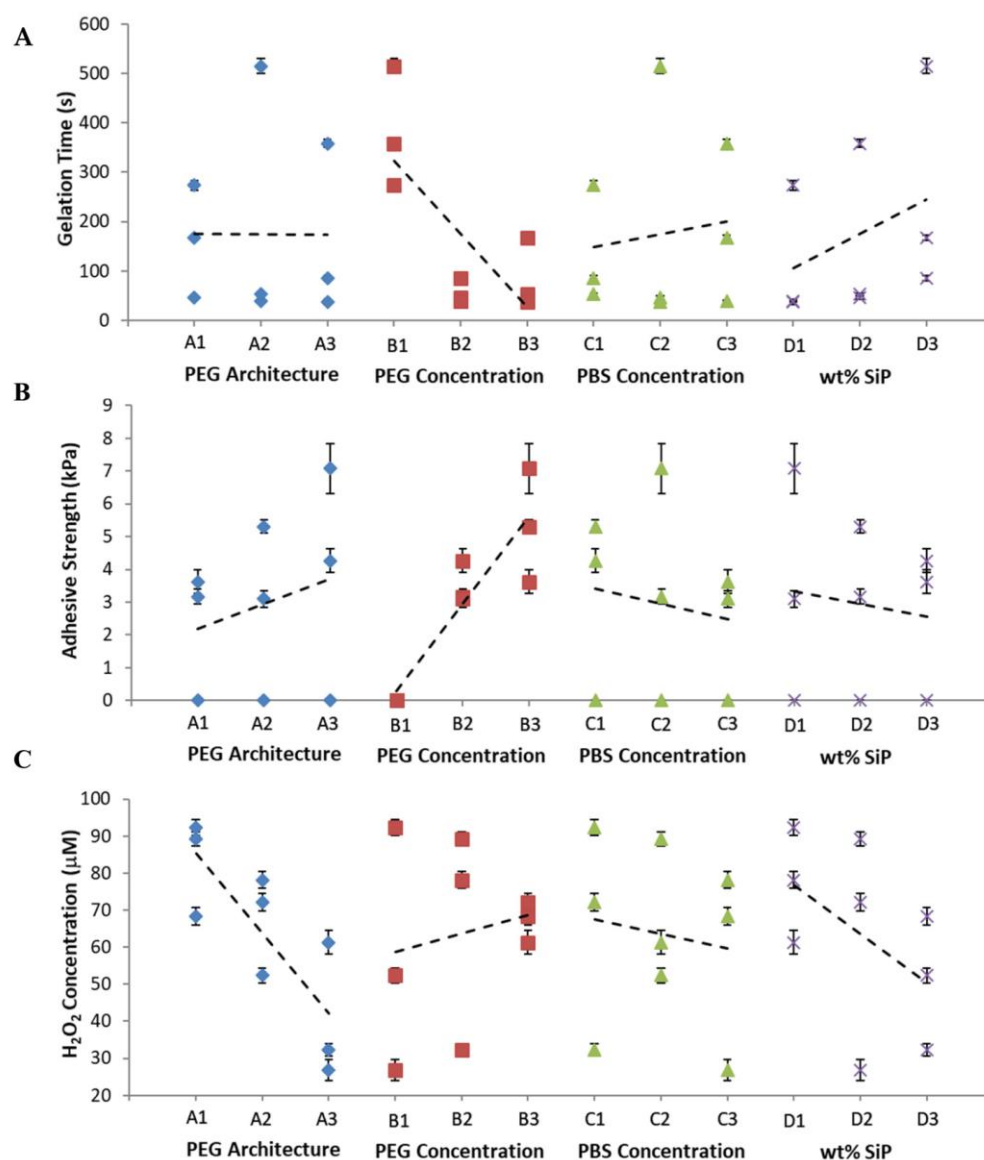 A
Gelation Time (s)
600
500
400
300
200
100
0
A1 A2 A3 B1 B2 B3 C1 C2 C3 D1 D2 D3
PEG Architecture PEG Concentration PBS Concentration wt% SiP
B
Adhesive Strength (kPa)
9
8
7
6
5
4
3
2
1
0
A1 A2 A3 B1 B2 B3 C1 C2 C3 D1 D2 D3
PEG Architecture PEG Concentration PBS Concentration wt% SiP
C
H₂O₂ Concentration (μM)
100
90
80
70
60
50
40
30
20
A1 A2 A3 B1 B2 B3 C1 C2 C3 D1 D2 D3
PEG Architecture PEG Concentration PBS Concentration wt% SiP